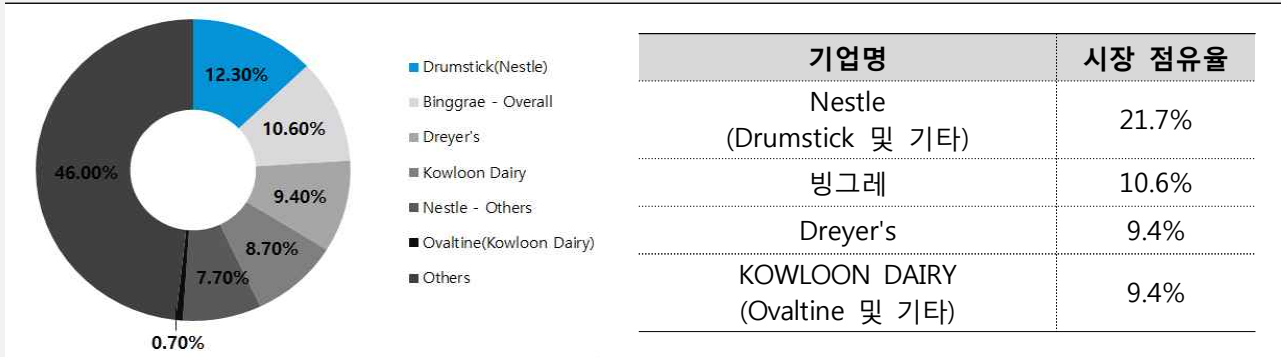 12.30%
10.60%
9.40%
8.70%
7.70%
0.70%
46.00%
Drumstick(Nestle)
Binggrae - Overall
Dreyer's
Kowloon Dairy
Nestle - Others
Ovaltine(Kowloon Dairy)
Others
기업명 시장 점유율
Nestle
(Drumstick 및 기타) 21.7%
빙그레 10.6%
Dreyer's 9.4%
KOWLOON DAIRY
(Ovaltine 및 기타) 9.4%